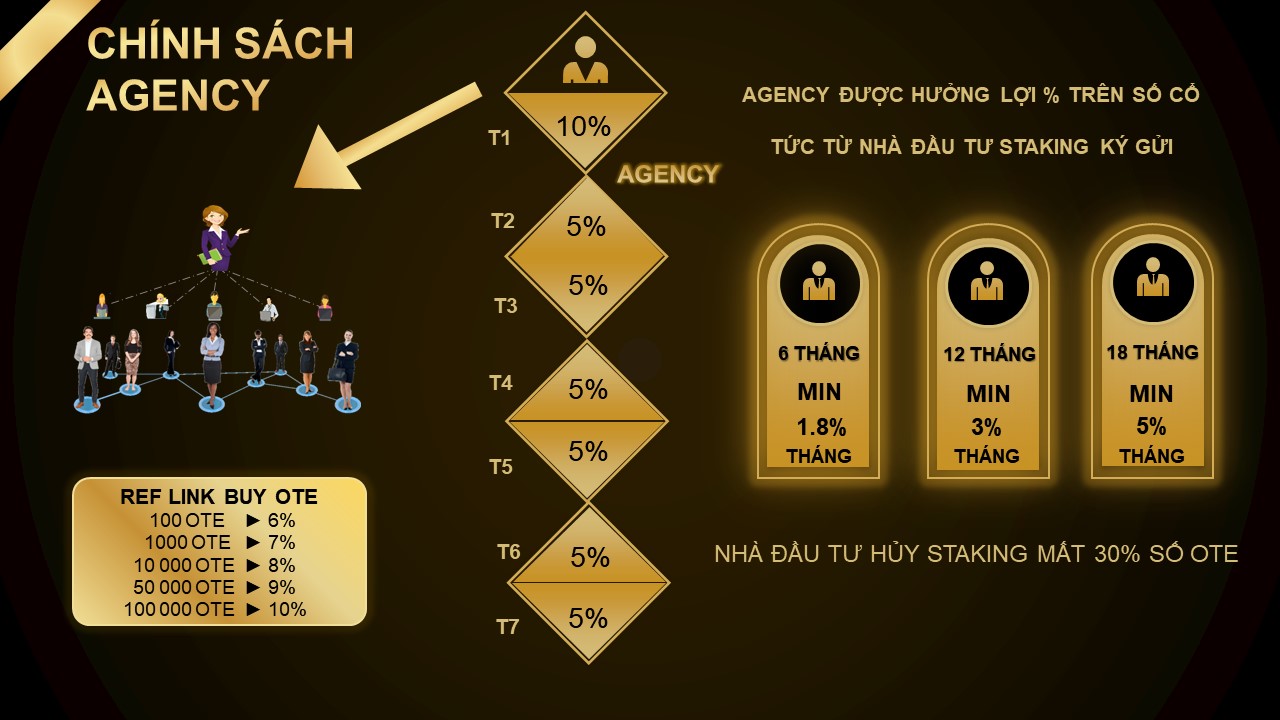 CHÍNH SÁCH
AGENCY
REF LINK BUY OTE
100 OTE ► 6%
1000 OTE ► 7%
10 000 OTE ► 8%
50 000 OTE ► 9%
100 000 OTE ► 10%
T1
10%
AGENCY
T2
5%
5%
T3
T4
5%
5%
T5
T6
5%
5%
T7
AGENCY ĐƯỢC HƯỞNG LỢI % TRÊN SỐ CỔ
TỨC TỪ NHÀ ĐẦU TƯ STAKING KÝ GỬI
6 THÁNG
MIN
1.8%
THÁNG
12 THÁNG
MIN
3%
THÁNG
18 THÁNG
MIN
5%
THÁNG
NHÀ ĐẦU TƯ HỦY STAKING MẤT 30% SỐ OTE